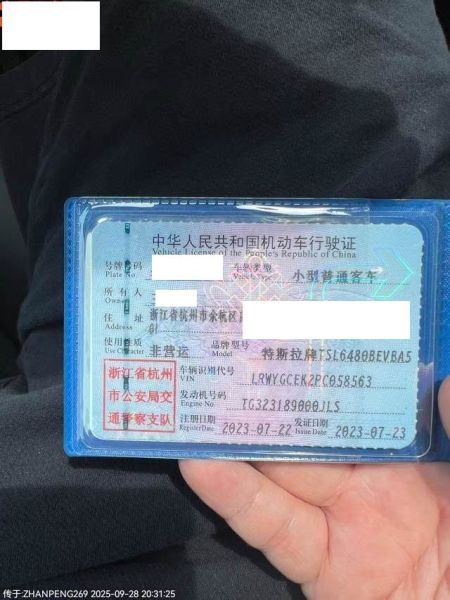 中华人民共和国机动车行驶证
Vehicle License of the People's Republic of China
号牌号码 车辆类型 小型普通客车
Plate No. Vehicle Type
所有人
Owner
住址 浙江省杭州市余杭区
Address
使用性质 非营运 品牌型号 特斯拉牌TSL6480BEVBA5
Use Character Model
浙江省杭州 车辆识别代号 LRWYGCEK2PC058563
VIN
市公安局交 发动机号码 TG323189000JLS
Engine No.
通警察支队 注册日期 2023-07-22 发证日期 2023-07-23
Register Date Issue Date
传于:ZHANPENG269 2025-09-28 20:31:25